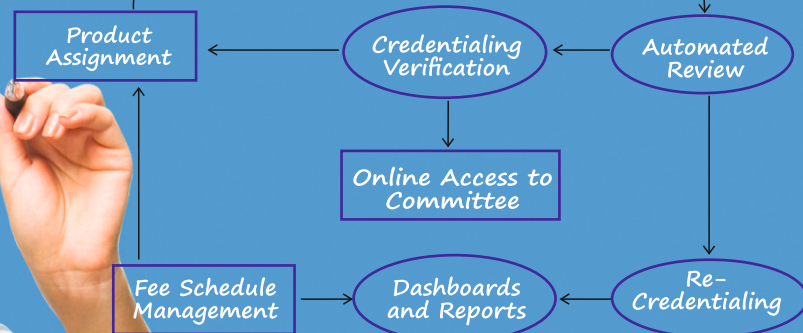 Product
Assignment
Credentialing
Verification
Automated
Review
Online Access to
Committee
Fee Schedule
Management
Dashboards
and Reports
Re-
Credentialing